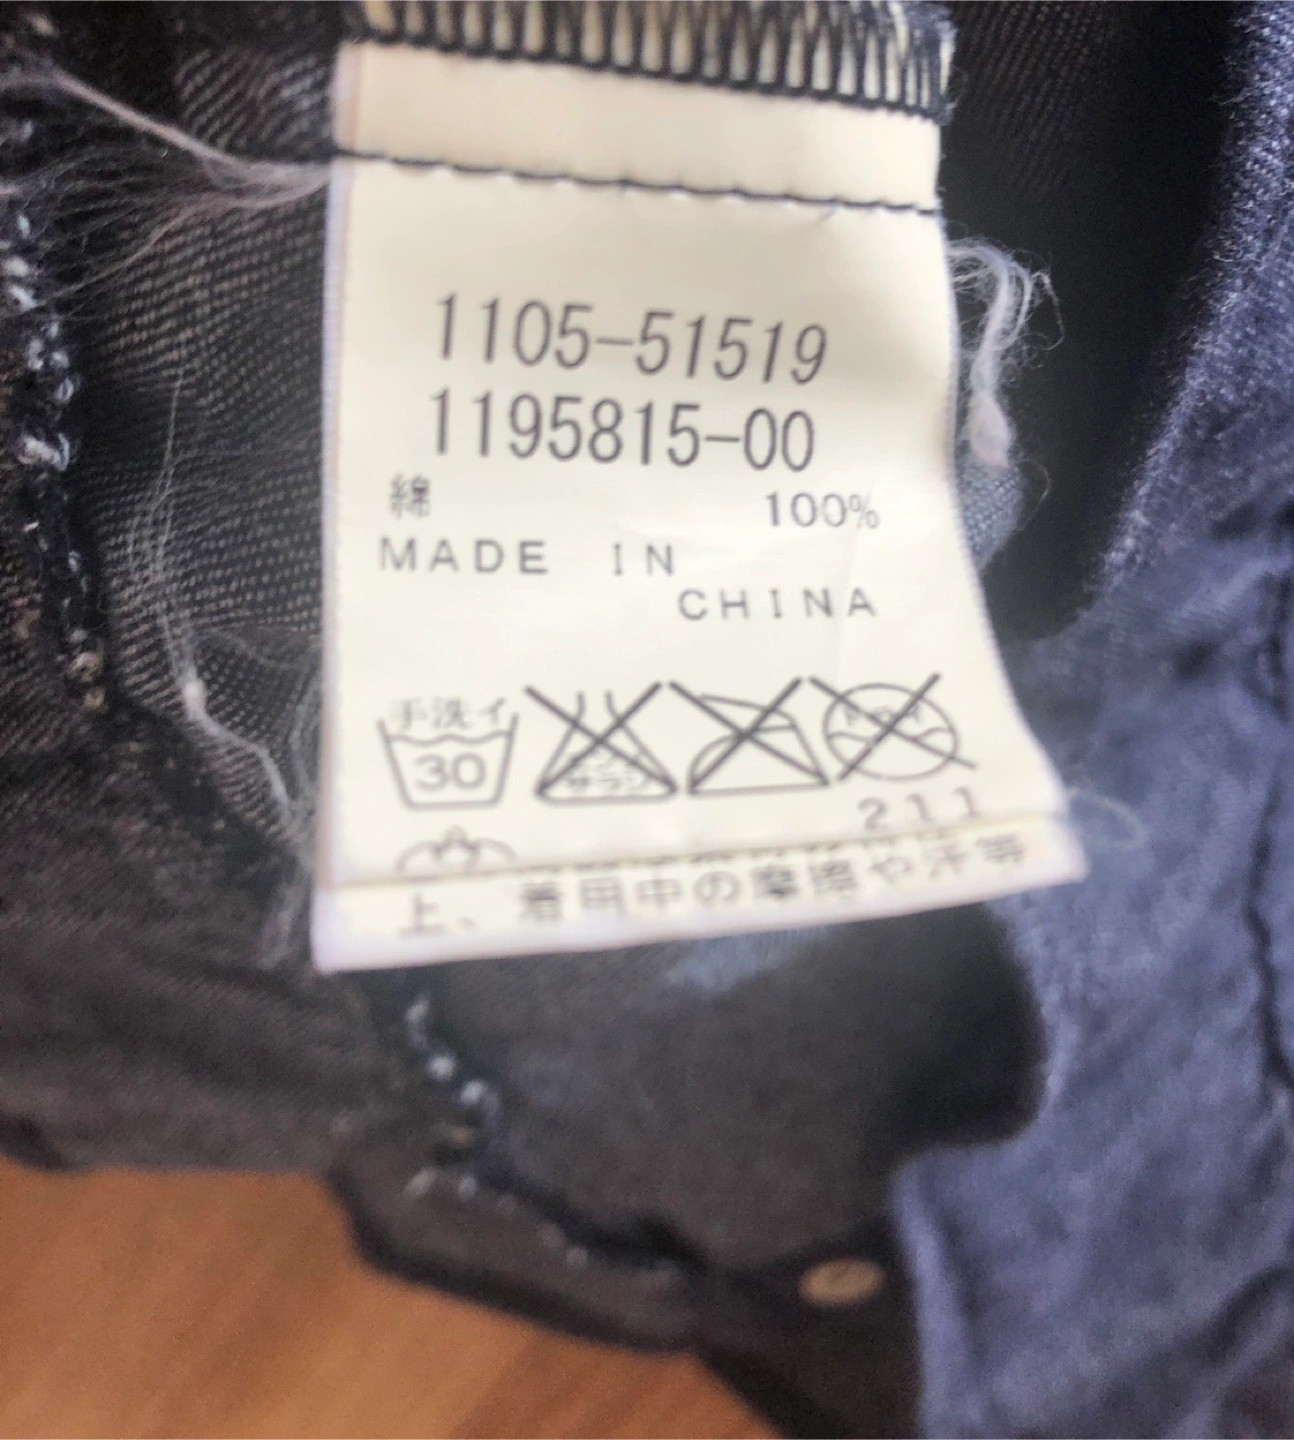 1105-51519
1195815-00
綿 100%
MADE IN
CHINA
手洗イ
30
211
上、着用中の摩擦や汗等